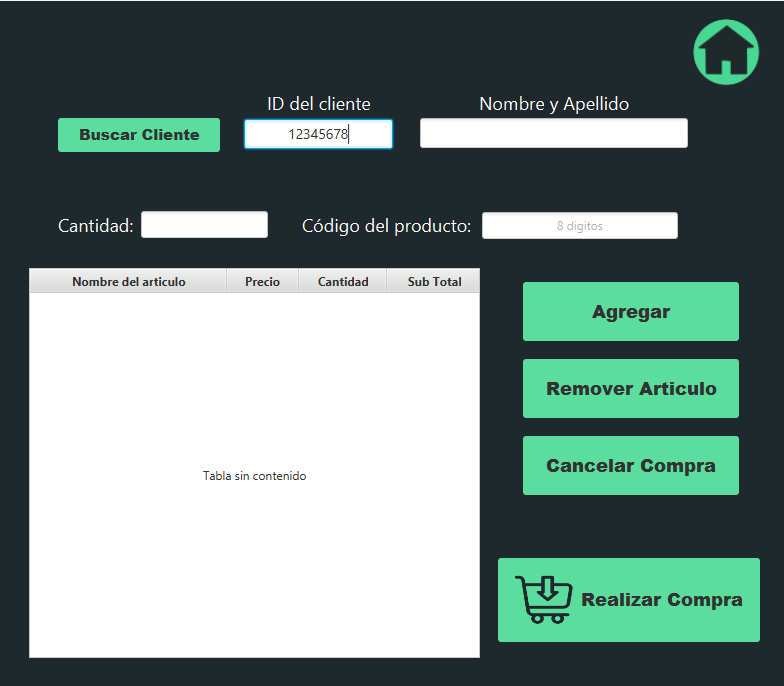 ID del cliente
Nombre y Apellido
Buscar Cliente
12345678
Cantidad:
Código del producto:
8 digitos
Nombre del articulo
Precio
Cantidad
Sub Total
Tabla sin contenido
Agregar
Remover Articulo
Cancelar Compra
Realizar Compra